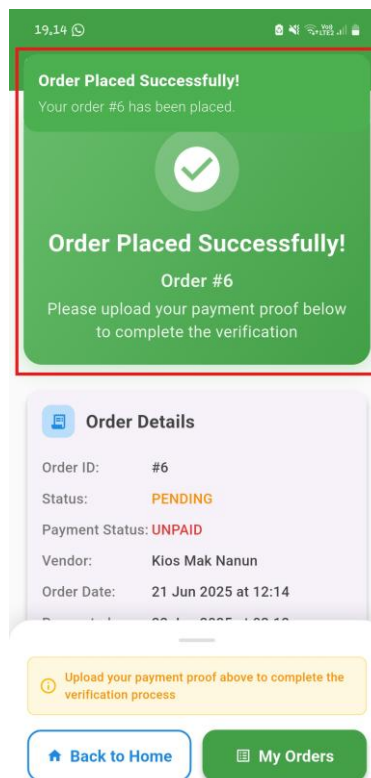 19.14
Order Placed Successfully!
Your order #6 has been placed.
Order Placed Successfully!
Order #6
Please upload your payment proof below
to complete the verification
Order Details
Order ID: #6
Status: PENDING
Payment Status: UNPAID
Vendor: Kios Mak Nanun
Order Date: 21 Jun 2025 at 12:14
Upload your payment proof above to complete the
verification process
Back to Home
My Orders